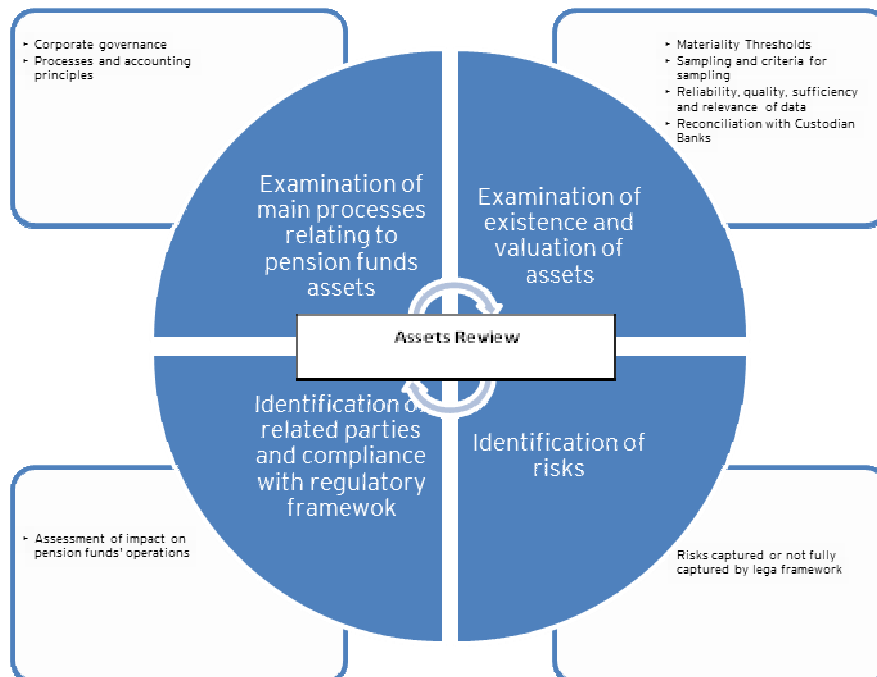 ▸ Corporate governance
▸ Processes and accounting
principles
▸ Materiality Thresholds
▸ Sampling and criteria for
sampling
▸ Reliability, quality, sufficiency
and relevance of data
▸ Reconciliation with Custodian
Banks
Examination of
main processes
relating to
pension funds
assets
Examination of
existence and
valuation of
assets
Assets Review
Identification of
related parties
and compliance
with regulatory
framewok
Identification of
risks
▸ Assessment of impact on
pension funds' operations
Risks captured or not fully
captured by lega framework